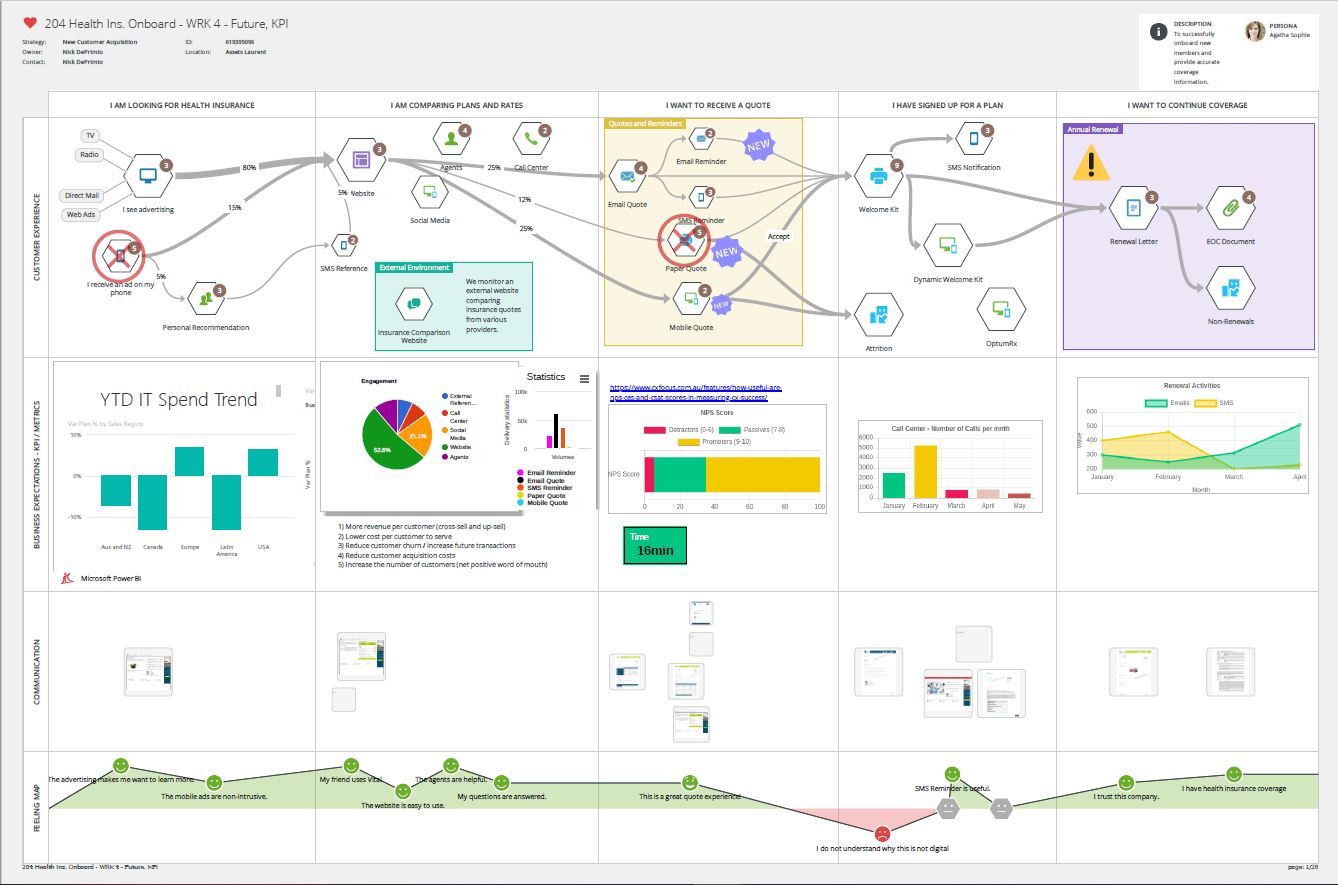 204 Health Ins. Onboard - WRK 4 - Future, KPI
Strategy: New Customer Acquisition ID: 619395096
Owner: Nick DePrimio Location: Assets Laurent
Contact: Nick DePrimio
DESCRIPTION
To successfully
onboard new
members and
provide accurate
coverage
information.
PERSONA
Agatha Sophie
I AM LOOKING FOR HEALTH INSURANCE
I AM COMPARING PLANS AND RATES
I WANT TO RECEIVE A QUOTE
I HAVE SIGNED UP FOR A PLAN
I WANT TO CONTINUE COVERAGE
CUSTOMER EXPERIENCE
TV
Radio
Direct Mail
Web Ads
3
I see advertising
80%
15%
5
I receive an ad on my
phone
5%
3
Personal Recommendation
3
Website
4
Agents
2
Call Center
Social Media
5%
2
SMS Reference
25%
12%
25%
External Environment
Insurance Comparison
Website
We monitor an
external website
comparing
insurance quotes
from various
providers.
Quotes and Reminders
4
Email Quote
2
Email Reminder
NEW
3
SMS Reminder
5
Paper Quote
NEW
2
Mobile Quote
NEW
Accept
9
Welcome Kit
3
SMS Notification
Dynamic Welcome Kit
Attrition
OptumRx
Annual Renewal
3
Renewal Letter
4
EOC Document
Non-Renewals
BUSINESS EXPECTATIONS - KPI / METRICS
YTD IT Spend Trend
Var Plan % by Sales Region
10%
0%
-10%
Aus and NZ
Canada
Europe
Latin
America
USA
Var
Bus
Var Plan %
Microsoft Power BI
Engagement
52.6%
21.1%
External
Referen...
Call
Center
Social
Media
Website
Agents
Statistics
Delivery statistics
100k
50k
0
Volumes
Email Reminder
Email Quote
SMS Reminder
Paper Quote
Mobile Quote
1) More revenue per customer (cross-sell and up-sell)
2) Lower cost per customer to serve
3) Reduce customer churn / increase future transactions
4) Reduce customer acquisition costs
5) Increase the number of customers (net positive word of mouth)
https://www.cxfocus.com.au/features/how-useful-are-
nps-ces-and-csat-scores-in-measuring-cx-success/
NPS Score
Detractors (0-6)
Passives (7-8)
Promoters (9-10)
NPS Score
0 20 40 60 80 100
Time
16min
Call Center - Number of Calls per mnth
6000
5000
4000
3000
2000
1000
0
January February March April May
Renewal Activities
Emails SMS
600
500
400
300
200
Value
January February March April
Month
COMMUNICATION
FEELING MAP
The advertising makes me want to learn more.
The mobile ads are non-intrusive.
My friend uses Vital.
The website is easy to use.
The agents are helpful.
My questions are answered.
This is a great quote experience!
I do not understand why this is not digital
SMS Reminder is useful.
I trust this company.
I have health insurance coverage
204 Health Ins. Onboard - WRK 4 - Future, KPI
page: 1/28